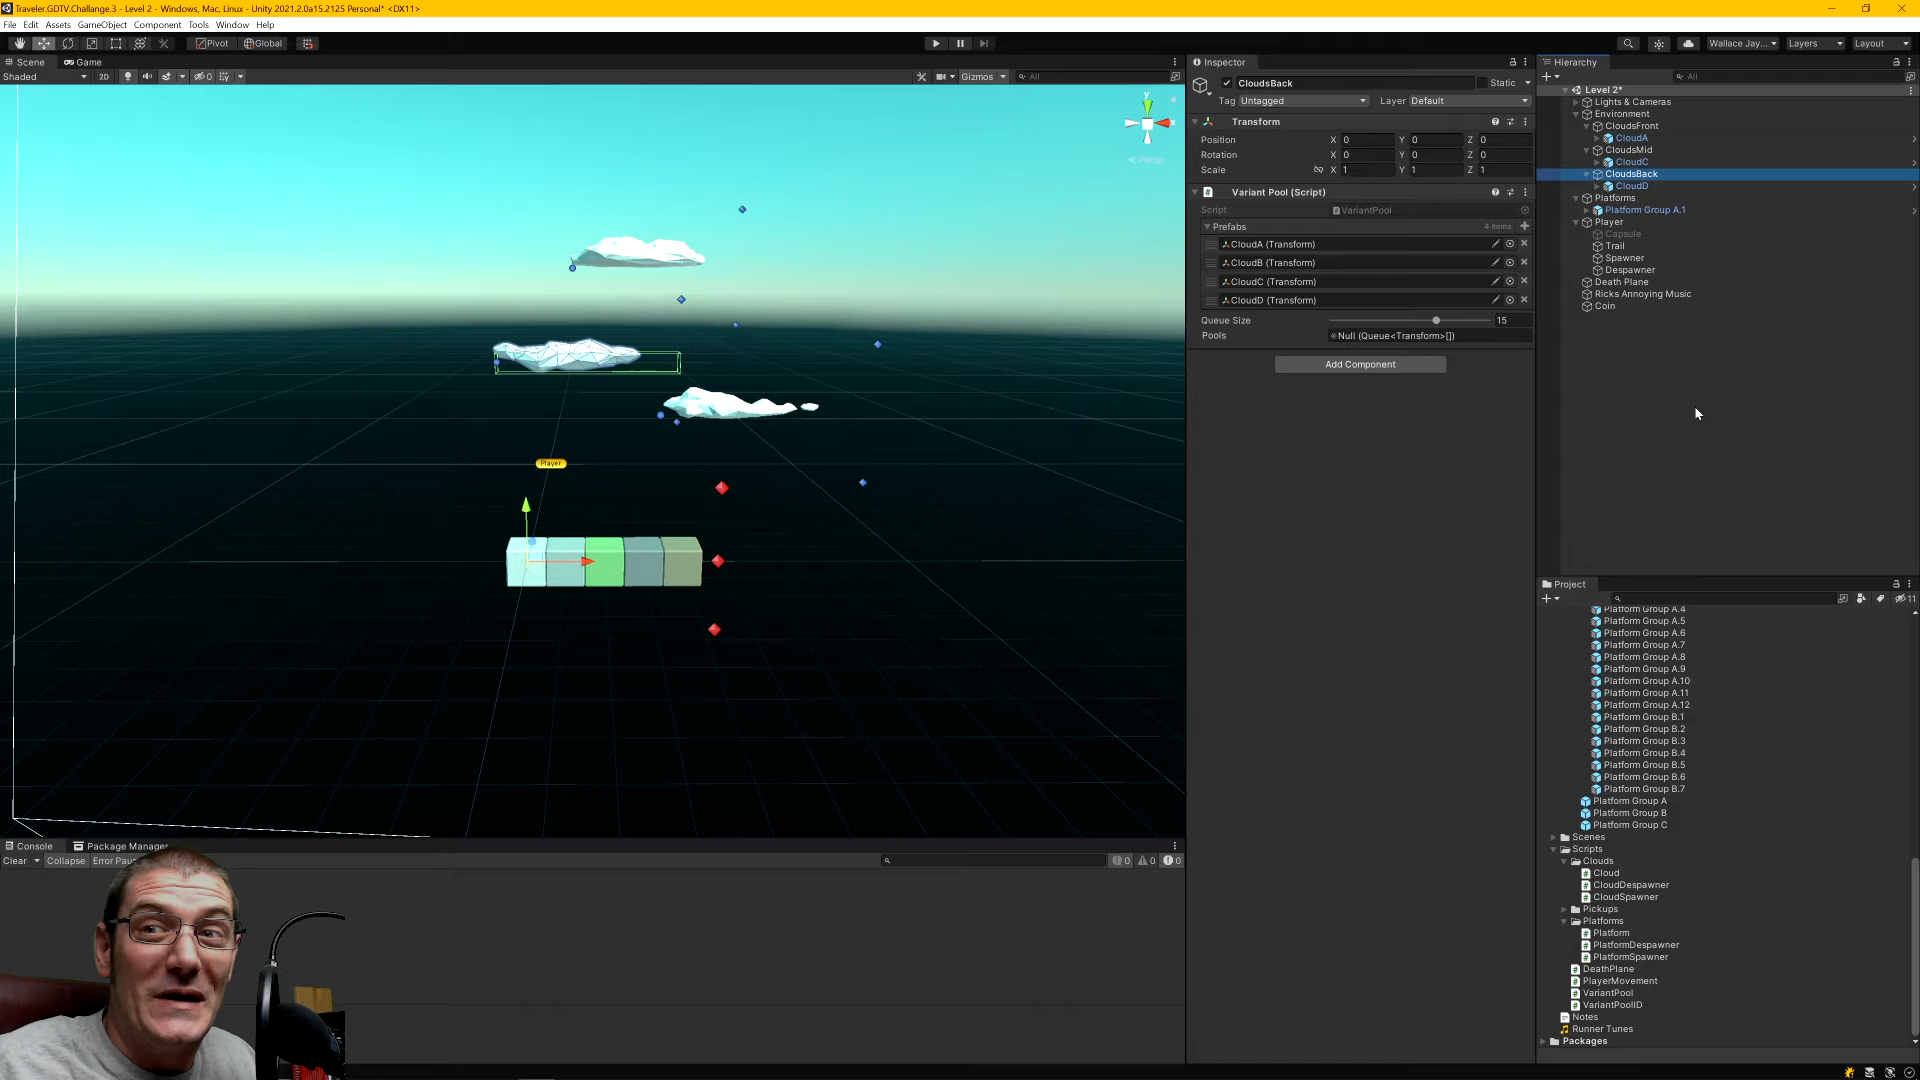 Traveler.GDTV.Challange.3 - Level 2 - Windows, Mac, Linux - Unity 2021.2.0a15.2125 Personal* <DX11>
File Edit Assets GameObject Component Tools Window Help
Pivot Global Wallace Jay... Layers Layout
Scene Game
Shaded 2D 0 Gizmos All
y
x
Persp
Player
Inspector
CloudsBack Static
Tag Untagged Layer Default
Transform
Position X 0 Y 0 Z 0
Rotation X 0 Y 0 Z 0
Scale X 1 Y 1 Z 1
Variant Pool (Script)
Script VariantPool
Prefabs 4 items
CloudA (Transform)
CloudB (Transform)
CloudC (Transform)
CloudD (Transform)
Queue Size 15
Pools Null (Queue<Transform>[])
Add Component
Hierarchy
All
Level 2*
Lights & Cameras
Environment
CloudsFront
CloudA
CloudsMid
CloudC
CloudsBack
CloudD
Platforms
Platform Group A.1
Player
Capsule
Trail
Spawner
Despawner
Death Plane
Ricks Annoying Music
Coin
Project
11
Platform Group A.4
Platform Group A.5
Platform Group A.6
Platform Group A.7
Platform Group A.8
Platform Group A.9
Platform Group A.10
Platform Group A.11
Platform Group A.12
Platform Group B.1
Platform Group B.2
Platform Group B.3
Platform Group B.4
Platform Group B.5
Platform Group B.6
Platform Group B.7
Platform Group A
Platform Group B
Platform Group C
Scenes
Scripts
Clouds
Cloud
CloudDespawner
CloudSpawner
Pickups
Platforms
Platform
PlatformDespawner
PlatformSpawner
DeathPlane
PlayerMovement
VariantPool
VariantPoolID
Notes
Runner Tunes
Packages
Console Package Manager
Clear Collapse Error Paus 0 0 0